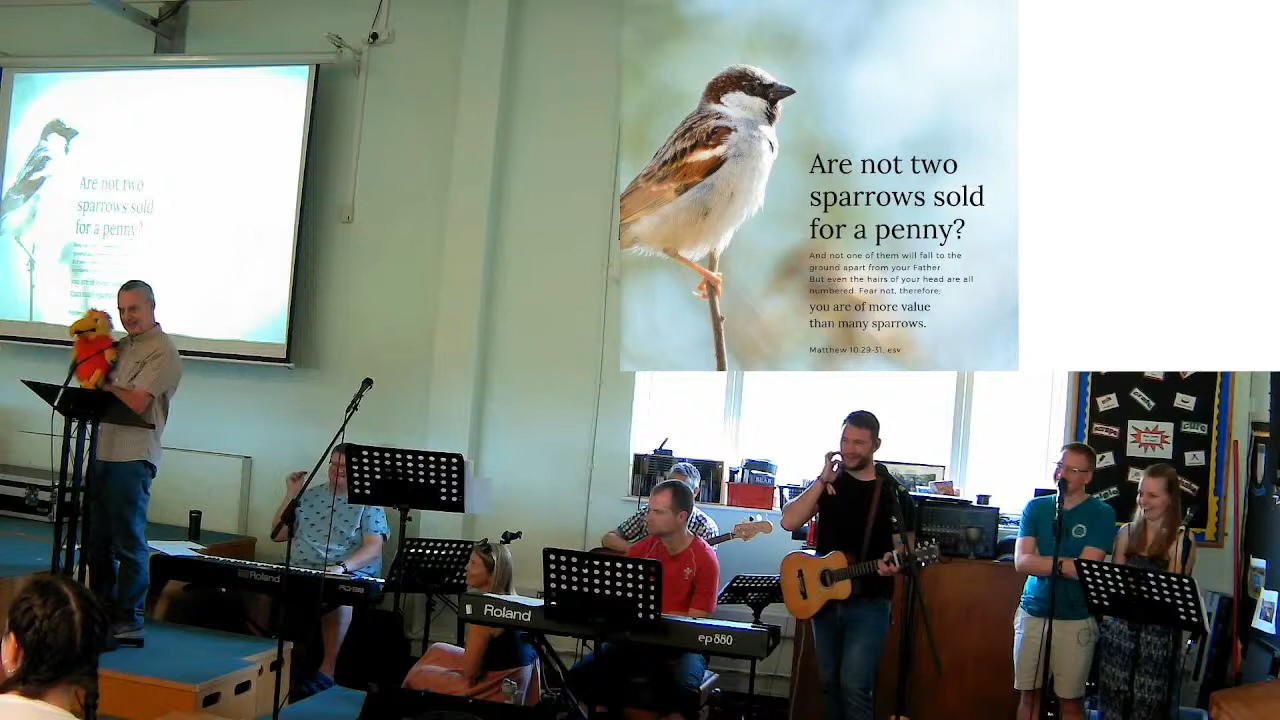 Are not two
sparrows sold
for a penny?
Are not two
sparrows sold
for a penny?
And not one of them will fall to the
ground apart from your Father.
But even the hairs of your head are all
numbered. Fear not, therefore;
you are of more value
than many sparrows.
Matthew 10:29-31, esv
Roland
Roland
ep 880